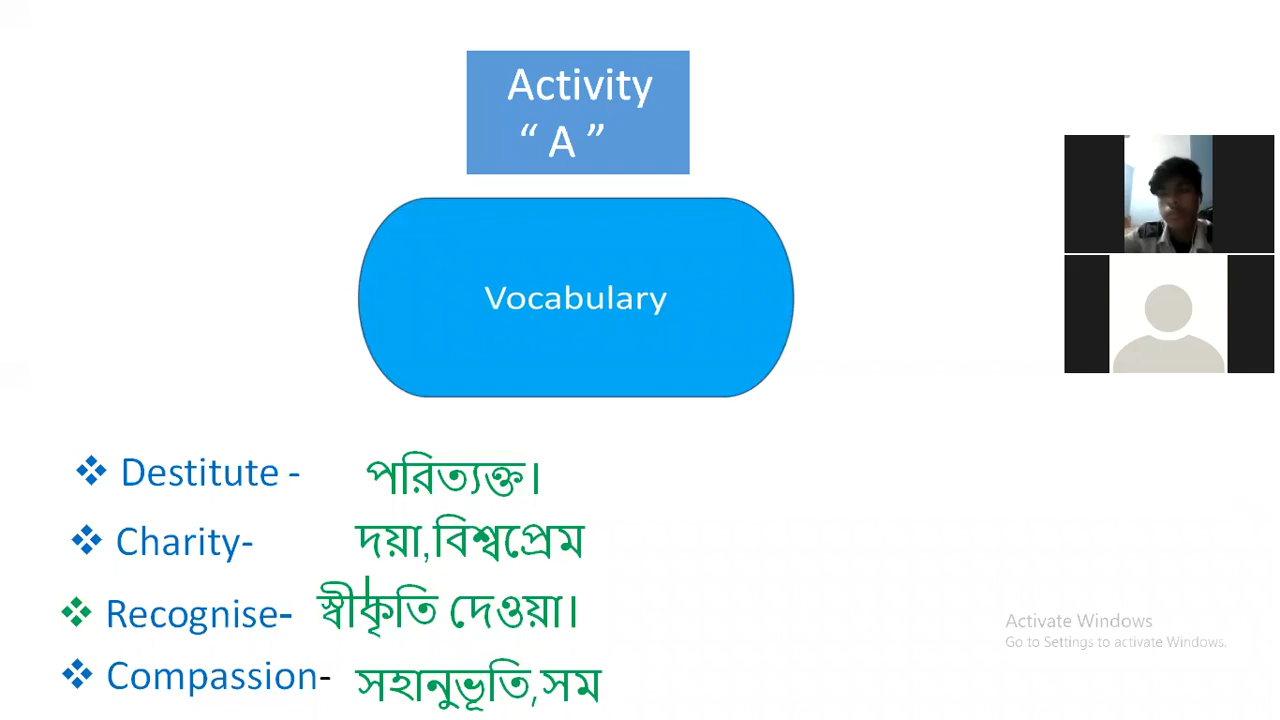 Activity
“ A ”
Vocabulary
❖ Destitute - পরিত্যক্ত।
❖ Charity- দয়া,বিশ্বপ্রেম
❖ Recognise- স্বীকৃতি দেওয়া।
❖ Compassion- সহানুভূতি,সম
Activate Windows
Go to Settings to activate Windows.